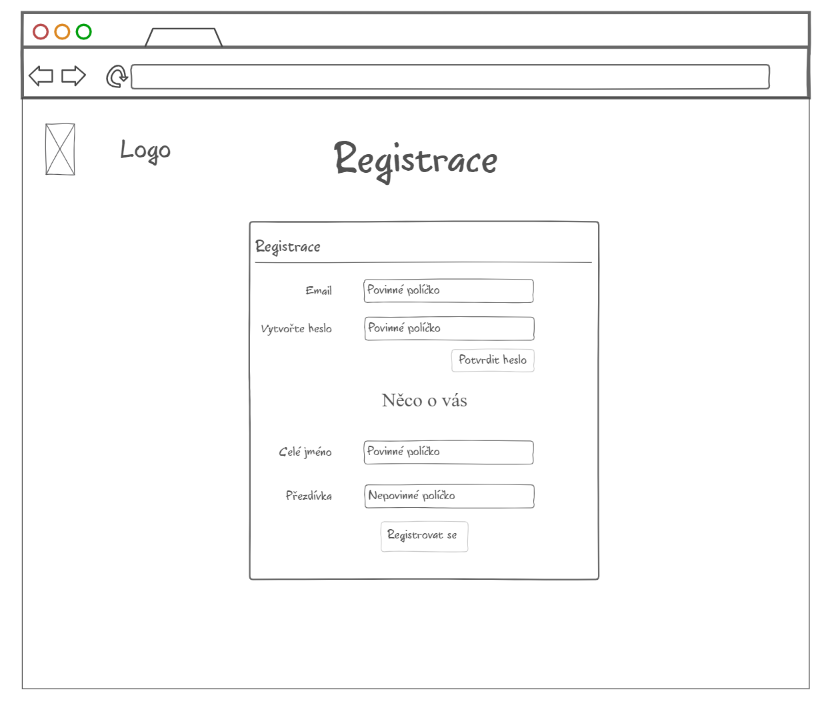 Logo
Registrace
Registrace
Email
Povinné políčko
Vytvořte heslo
Povinné políčko
Potvrdit heslo
Něco o vás
Celé jméno
Povinné políčko
Přezdívka
Nepovinné políčko
Registrovat se